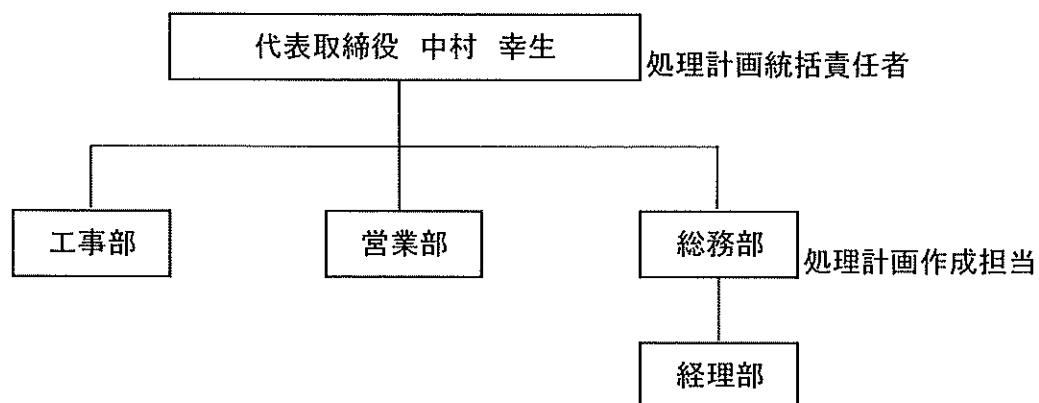 代表取締役 中村 幸生
処理計画統括責任者
工事部
営業部
総務部
処理計画作成担当
経理部